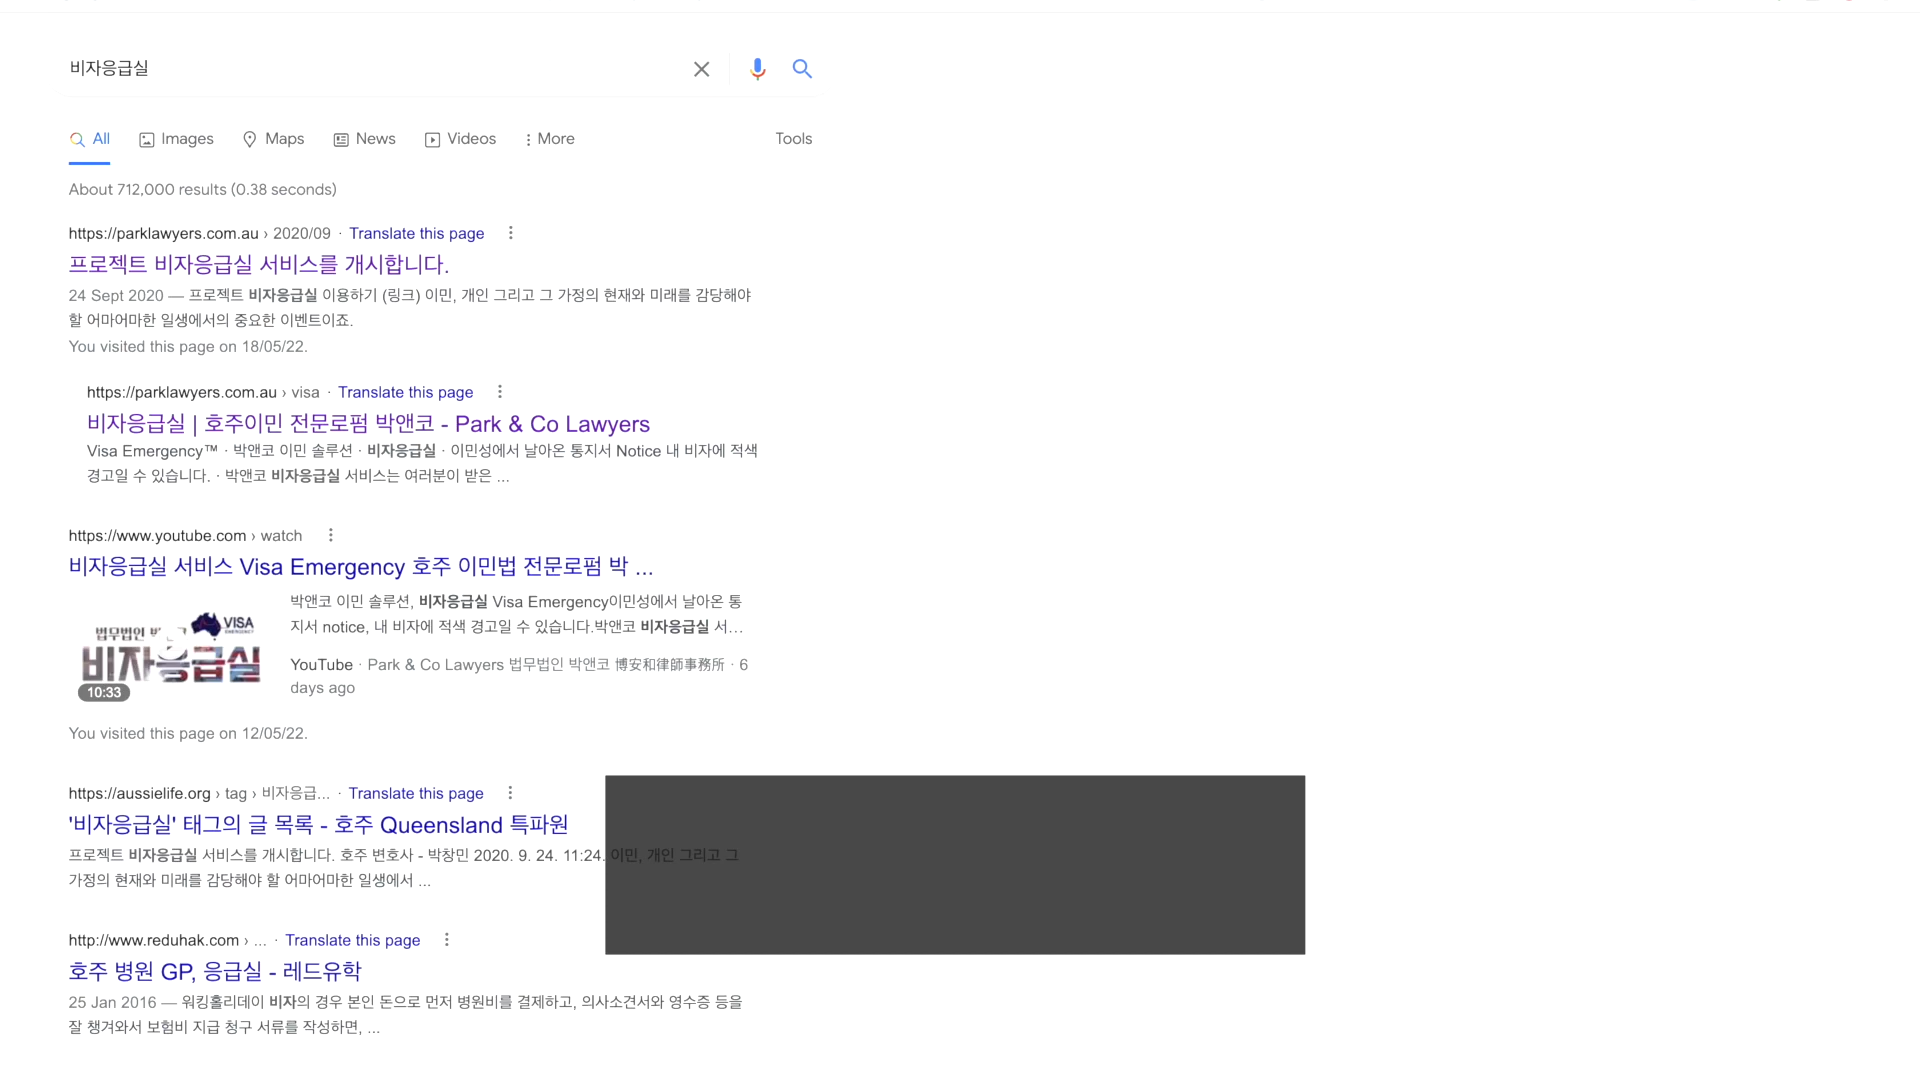 비자응급실
All
Images
Maps
News
Videos
More
Tools
About 712,000 results (0.38 seconds)
https://parklawyers.com.au › 2020/09 · Translate this page
프로젝트 비자응급실 서비스를 개시합니다.
24 Sept 2020 — 프로젝트 비자응급실 이용하기 (링크) 이민, 개인 그리고 그 가정의 현재와 미래를 감당해야
할 어마어마한 일생에서의 중요한 이벤트이죠.
You visited this page on 18/05/22.
https://parklawyers.com.au › visa · Translate this page
비자응급실 | 호주이민 전문로펌 박앤코 - Park & Co Lawyers
Visa Emergency™ · 박앤코 이민 솔루션 · 비자응급실 · 이민성에서 날아온 통지서 Notice 내 비자에 적색
경고일 수 있습니다. · 박앤코 비자응급실 서비스는 여러분이 받은 ...
https://www.youtube.com › watch
비자응급실 서비스 Visa Emergency 호주 이민법 전문로펌 박 ...
박앤코 이민 솔루션, 비자응급실 Visa Emergency이민성에서 날아온 통
지서 notice, 내 비자에 적색 경고일 수 있습니다.박앤코 비자응급실 서...
법무법인
VISA
EMERGENCY
비자응급실
10:33
YouTube · Park & Co Lawyers 법무법인 박앤코 博安和律師事務所 · 6
days ago
You visited this page on 12/05/22.
https://aussielife.org › tag › 비자응급... · Translate this page
'비자응급실' 태그의 글 목록 - 호주 Queensland 특파원
프로젝트 비자응급실 서비스를 개시합니다. 호주 변호사 - 박창민 2020. 9. 24. 11:24. 이민, 개인 그리고 그
가정의 현재와 미래를 감당해야 할 어마어마한 일생에서 ...
http://www.reduhak.com › ... · Translate this page
호주 병원 GP, 응급실 - 레드유학
25 Jan 2016 — 워킹홀리데이 비자의 경우 본인 돈으로 먼저 병원비를 결제하고, 의사소견서와 영수증 등을
잘 챙겨와서 보험비 지급 청구 서류를 작성하면, ...